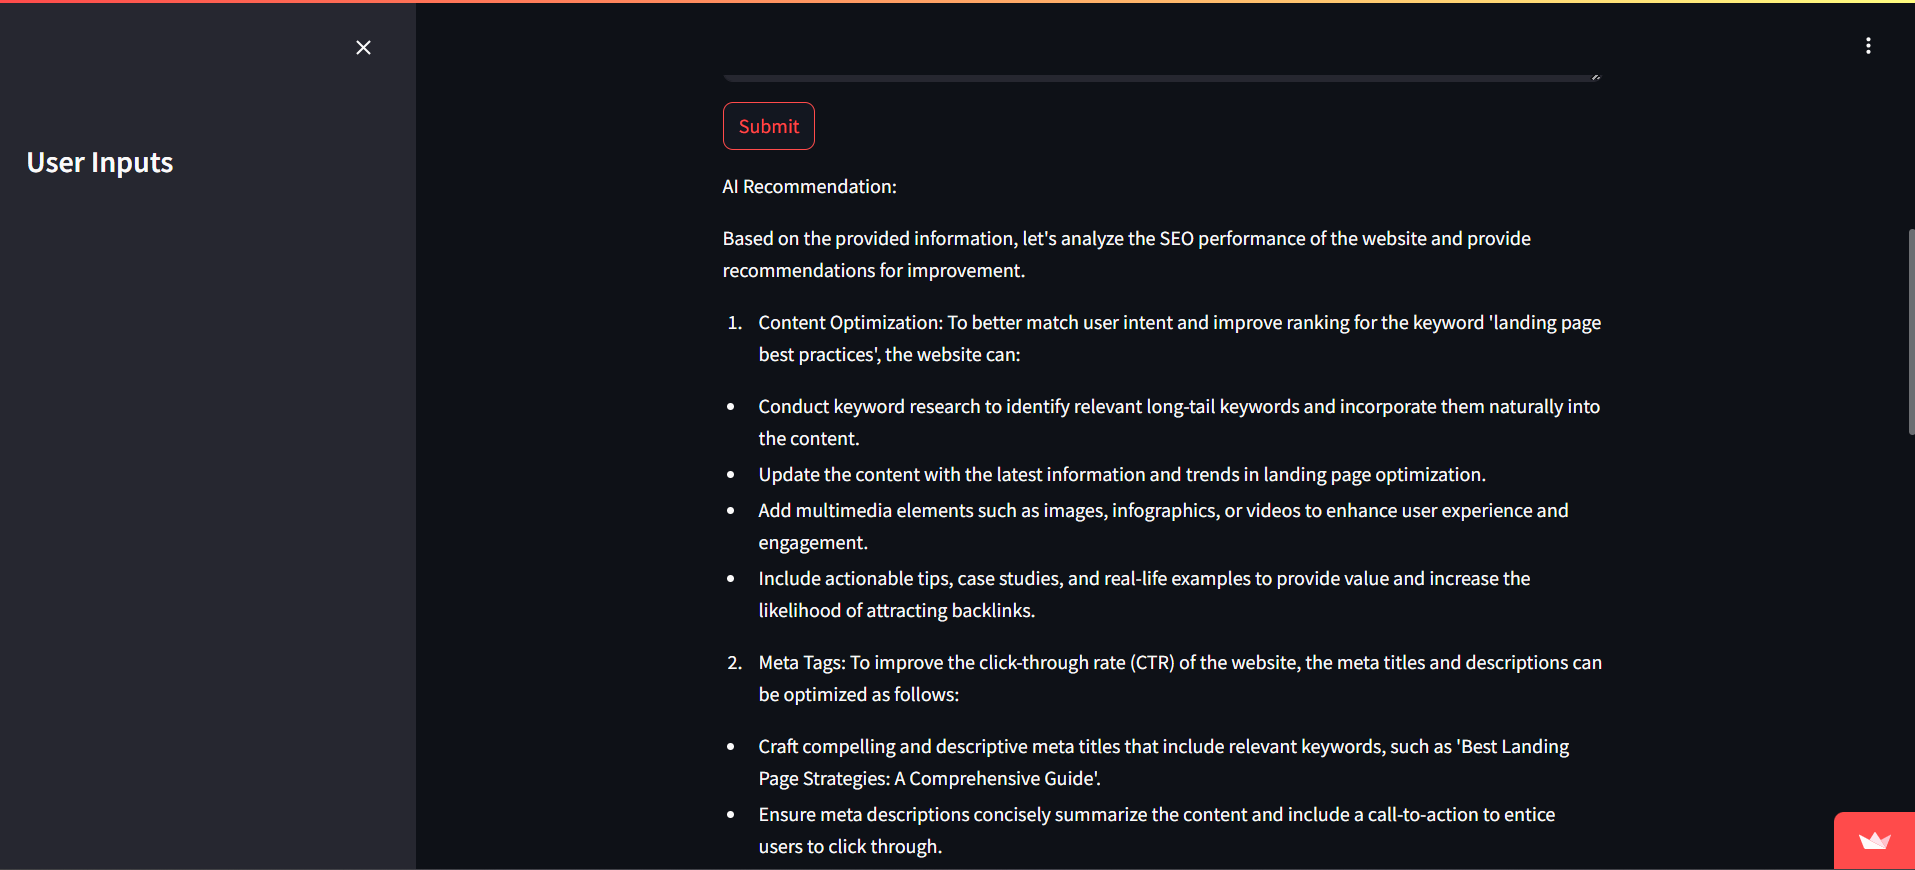 User Inputs
Submit
AI Recommendation:
Based on the provided information, let's analyze the SEO performance of the website and provide
recommendations for improvement.
1. Content Optimization: To better match user intent and improve ranking for the keyword 'landing page
best practices', the website can:
• Conduct keyword research to identify relevant long-tail keywords and incorporate them naturally into
the content.
• Update the content with the latest information and trends in landing page optimization.
• Add multimedia elements such as images, infographics, or videos to enhance user experience and
engagement.
• Include actionable tips, case studies, and real-life examples to provide value and increase the
likelihood of attracting backlinks.
2. Meta Tags: To improve the click-through rate (CTR) of the website, the meta titles and descriptions can
be optimized as follows:
• Craft compelling and descriptive meta titles that include relevant keywords, such as 'Best Landing
Page Strategies: A Comprehensive Guide'.
• Ensure meta descriptions concisely summarize the content and include a call-to-action to entice
users to click through.